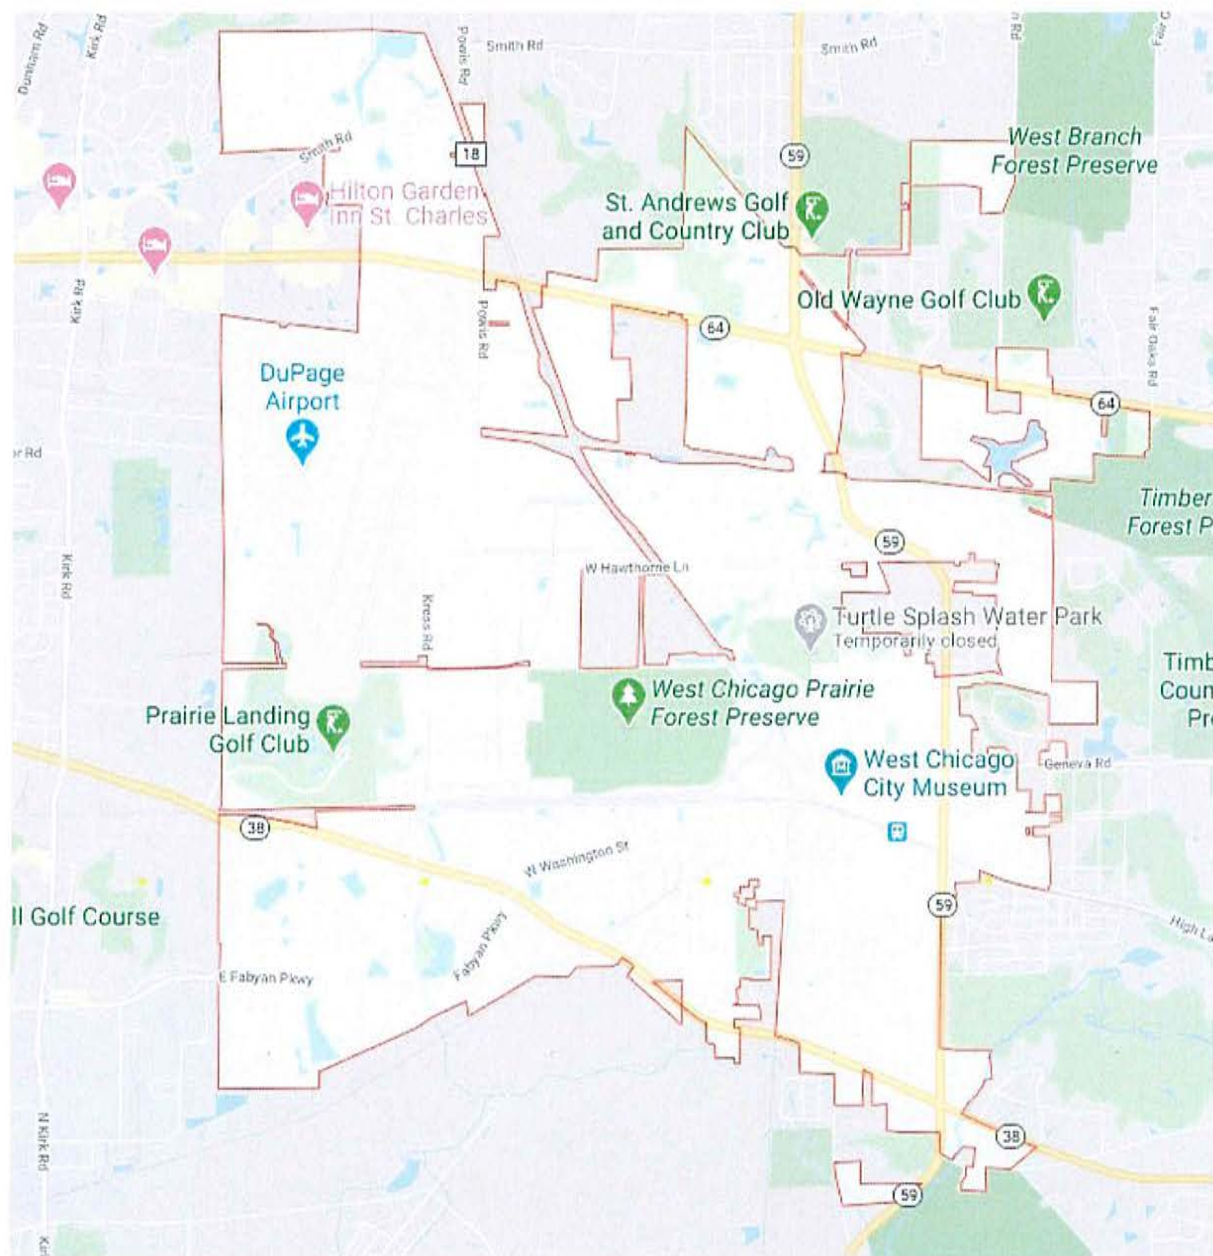 Dunham Rd
Kirk Rd
Powis Rd
Smith Rd
Smith Rd
Smith Rd
18
59
West Branch
Forest Preserve
Hilton Garden
Inn St. Charles
St. Andrews Golf
and Country Club
Old Wayne Golf Club
Kirk Rd
Powis Rd
64
Fair Oaks Rd
DuPage
Airport
64
Timber
Forest P
59
Kirk Rd
W Hawthorne Ln
Kress Rd
Turtle Splash Water Park
Temporarily closed
Timb
Coun
Pr
West Chicago Prairie
Forest Preserve
Prairie Landing
Golf Club
West Chicago
City Museum
Geneva Rd
38
W Washington St
59
ll Golf Course
High La
Fabyan Pkwy
E Fabyan Pkwy
N Kirk Rd
38
59